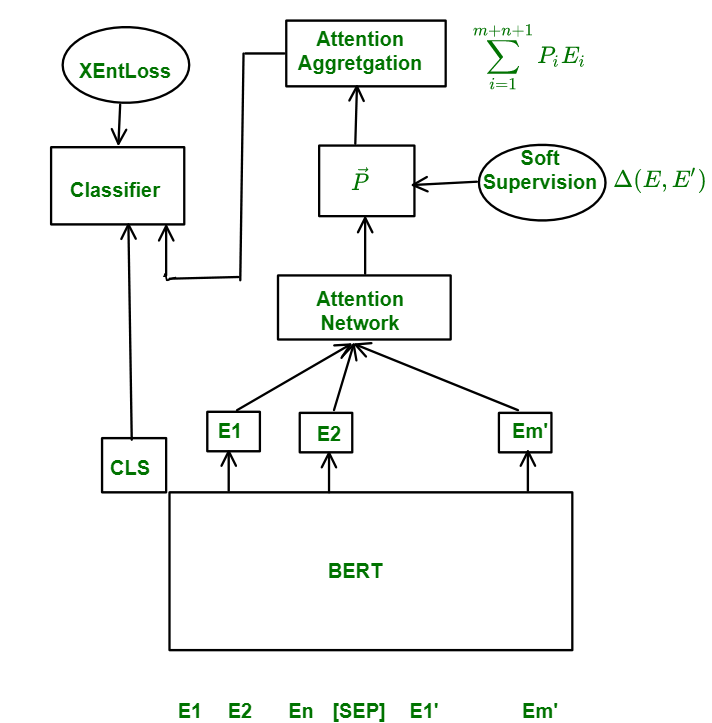 Attention
Aggretgation
m+n+1
∑ P_i E_i
i=1
XEntLoss
Classifier
P⃗
Soft
Supervision
Δ(E, E′)
Attention
Network
E1
E2
Em'
CLS
BERT
E1 E2 En [SEP] E1' Em'